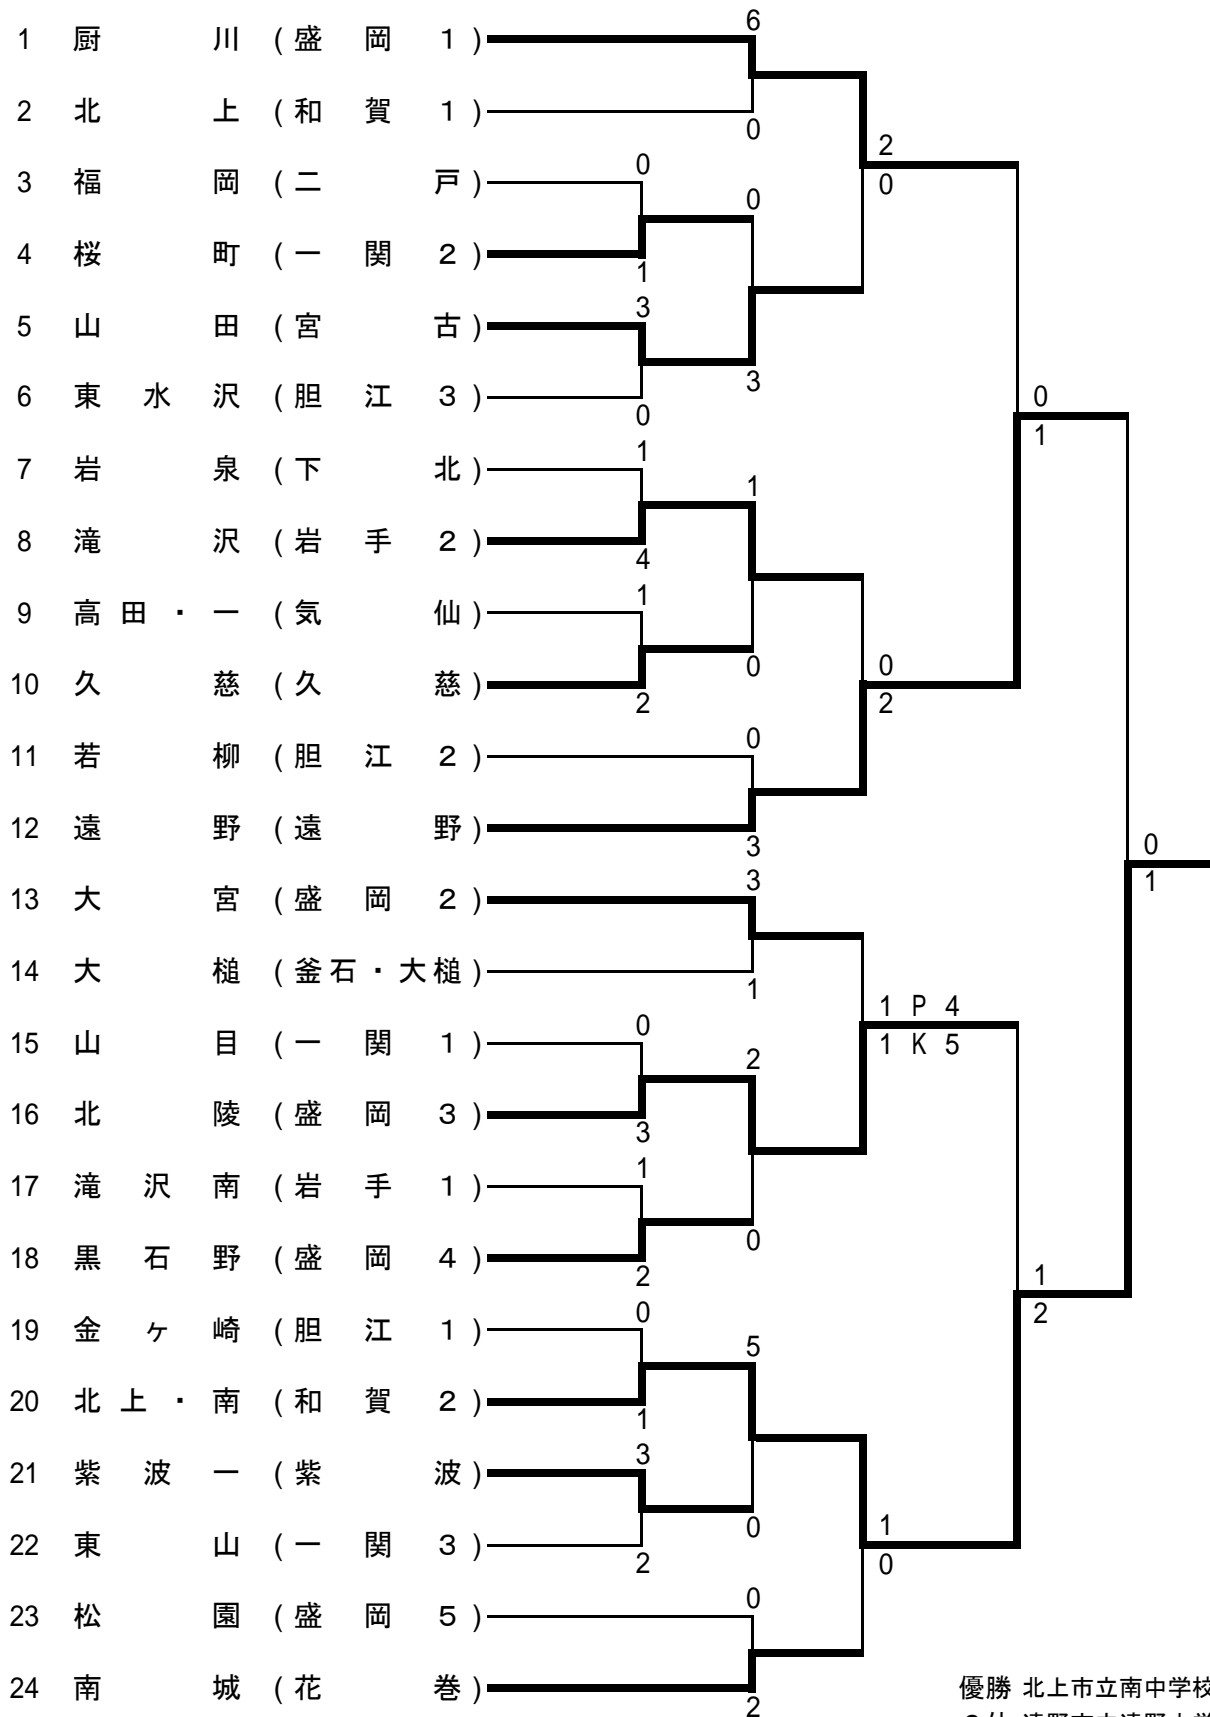 1 厨川(盛岡1)
6
2 北上(和賀1)
0
2
0
3 福岡(二戸)
0
0
4 桜町(一関2)
1
5 山田(宮古)
3
3
6 東水沢(胆江3)
0
0
1
7 岩泉(下北)
1
1
8 滝沢(岩手2)
4
9 高田・一(気仙)
1
0
10 久慈(久慈)
2
0
2
11 若柳(胆江2)
0
12 遠野(遠野)
3
0
1
13 大宮(盛岡2)
3
14 大槌(釜石・大槌)
1
1 P 4
1 K 5
15 山目(一関1)
0
2
16 北陵(盛岡3)
3
17 滝沢南(岩手1)
1
0
18 黒石野(盛岡4)
2
1
2
19 金ヶ崎(胆江1)
0
5
20 北上・南(和賀2)
1
21 紫波一(紫波)
3
0
22 東山(一関3)
2
1
0
23 松園(盛岡5)
0
24 南城(花巻)
2
優勝 北上市立南中学校